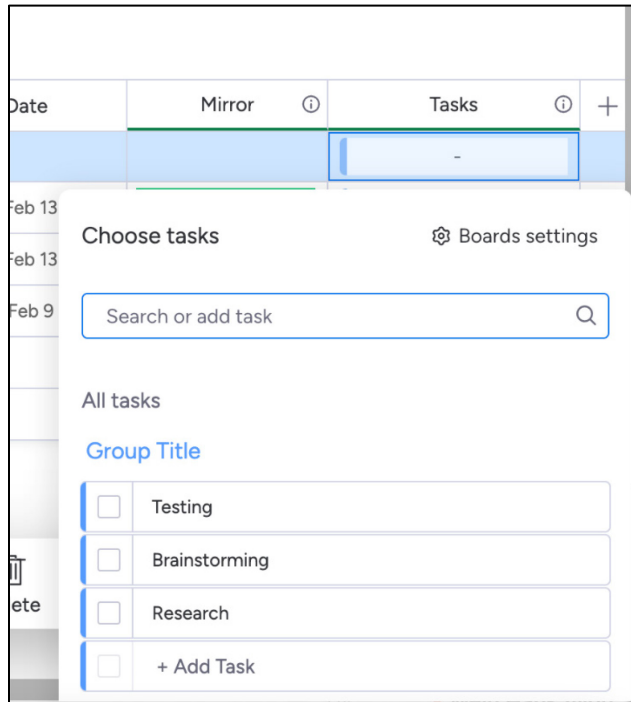 Date Mirror Tasks
-
Feb 13
Choose tasks Boards settings
Feb 13
Feb 9
Search or add task
All tasks
Group Title
Testing
Brainstorming
ete
Research
+ Add Task